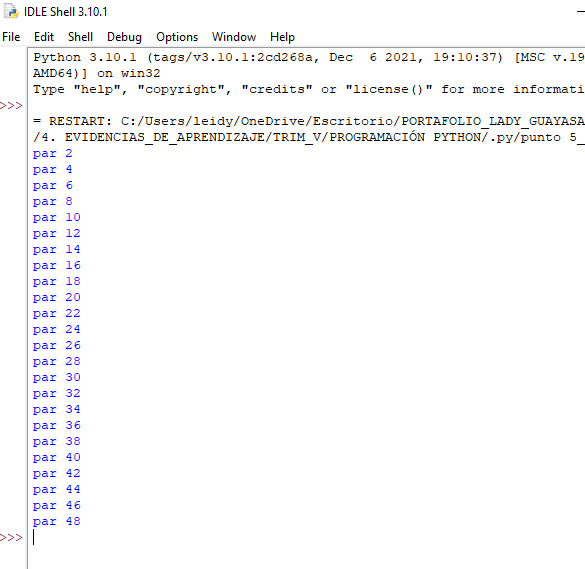 IDLE Shell 3.10.1
File Edit Shell Debug Options Window Help
Python 3.10.1 (tags/v3.10.1:2cd268a, Dec  6 2021, 19:10:37) [MSC v.19
AMD64)] on win32
Type "help", "copyright", "credits" or "license()" for more informati
>>>
= RESTART: C:/Users/leidy/OneDrive/Escritorio/PORTAFOLIO_LADY_GUAYASA
/4. EVIDENCIAS_DE_APRENDIZAJE/TRIM_V/PROGRAMACIÓN PYTHON/.py/punto 5_
par 2
par 4
par 6
par 8
par 10
par 12
par 14
par 16
par 18
par 20
par 22
par 24
par 26
par 28
par 30
par 32
par 34
par 36
par 38
par 40
par 42
par 44
par 46
par 48
>>>